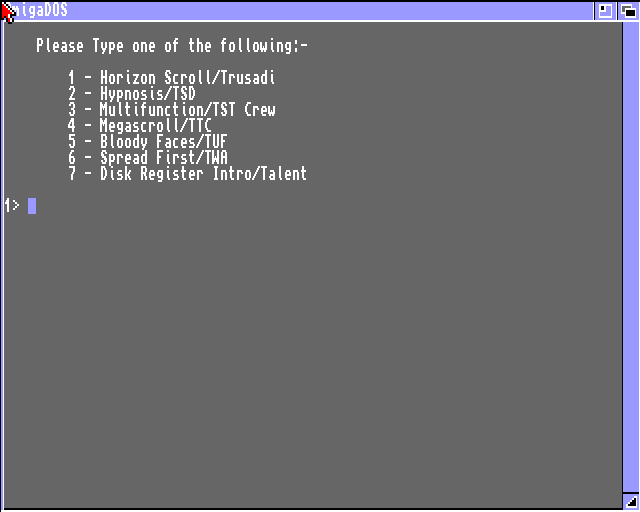 migaDOS
Please Type one of the following:-
1 - Horizon Scroll/Trusadi
2 - Hypnosis/TSD
3 - Multifunction/TST Crew
4 - Megascroll/TTC
5 - Bloody Faces/TUF
6 - Spread First/TWA
7 - Disk Register Intro/Talent
1>